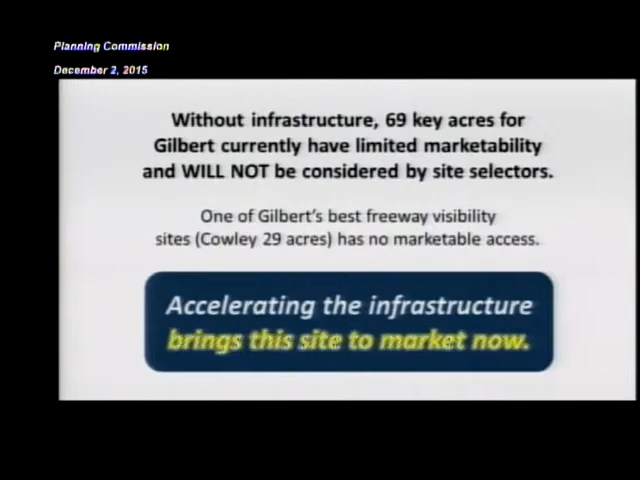 Planning Commission
December 2, 2015
Without infrastructure, 69 key acres for
Gilbert currently have limited marketability
and WILL NOT be considered by site selectors.
One of Gilbert's best freeway visibility
sites (Cowley 29 acres) has no marketable access.
Accelerating the infrastructure
brings this site to market now.